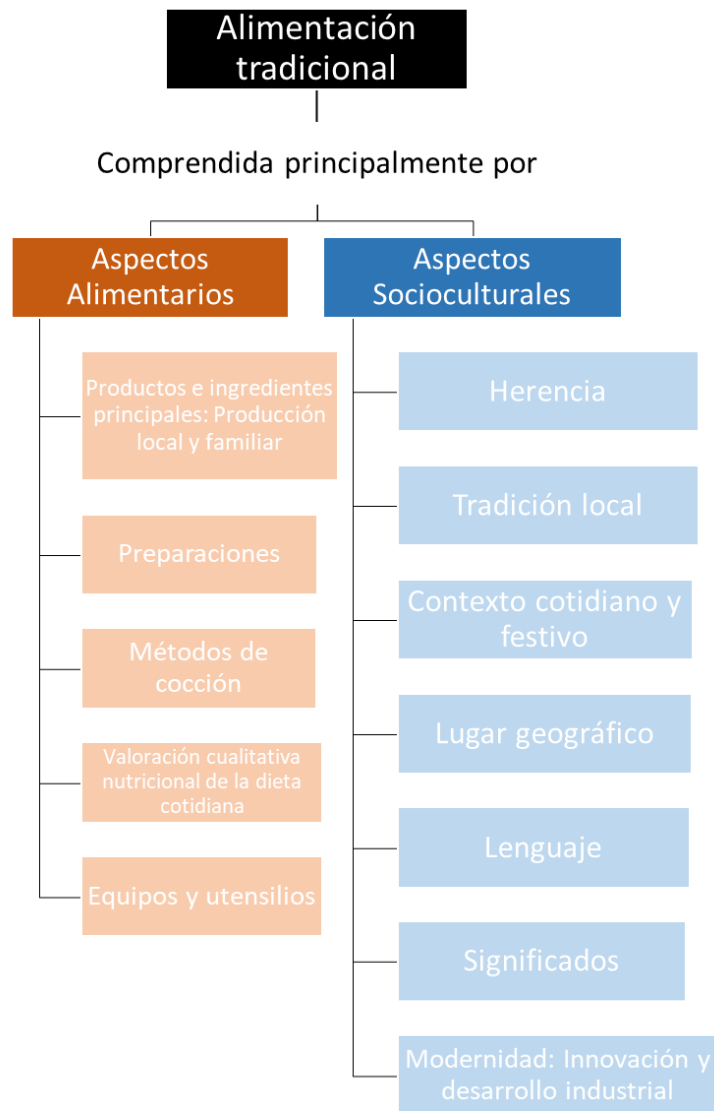 Alimentación
tradicional
Comprendida principalmente por
Aspectos
Alimentarios
Productos e ingredientes
principales: Producción
local y familiar
Preparaciones
Métodos de
cocción
Valoración cualitativa
nutricional de la dieta
cotidiana
Equipos y utensilios
Aspectos
Socioculturales
Herencia
Tradición local
Contexto cotidiano y
festivo
Lugar geográfico
Lenguaje
Significados
Modernidad: Innovación y
desarrollo industrial